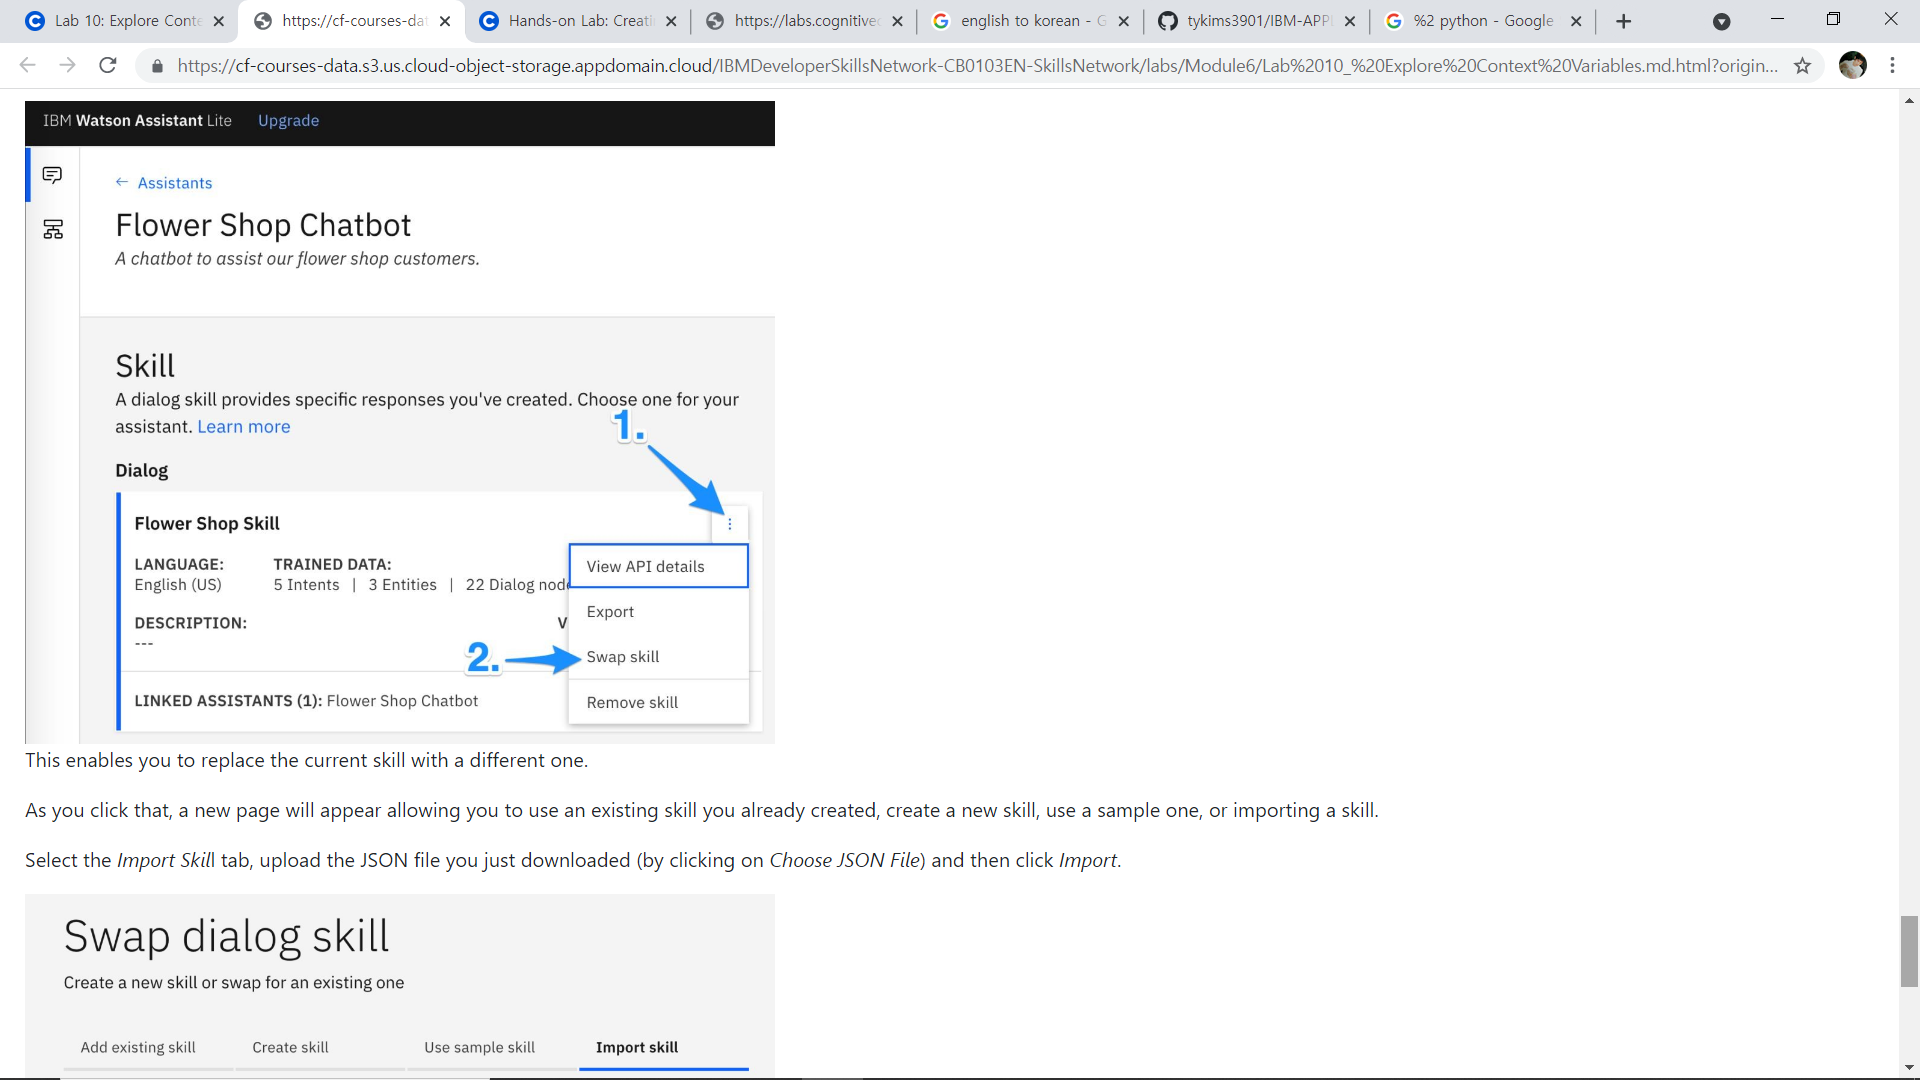 Lab 10: Explore Conte
https://cf-courses-dat
Hands-on Lab: Creati
https://labs.cognitivec
english to korean - G
tykims3901/IBM-APPL
%2 python - Google
https://cf-courses-data.s3.us.cloud-object-storage.appdomain.cloud/IBMDeveloperSkillsNetwork-CB0103EN-SkillsNetwork/labs/Module6/Lab%2010_%20Explore%20Context%20Variables.md.html?origin...
IBM Watson Assistant Lite Upgrade
← Assistants
Flower Shop Chatbot
A chatbot to assist our flower shop customers.
Skill
A dialog skill provides specific responses you've created. Choose one for your
assistant. Learn more
1.
Dialog
Flower Shop Skill
LANGUAGE: TRAINED DATA:
English (US) 5 Intents | 3 Entities | 22 Dialog node
DESCRIPTION: V
---
View API details
Export
2. Swap skill
Remove skill
LINKED ASSISTANTS (1): Flower Shop Chatbot
This enables you to replace the current skill with a different one.
As you click that, a new page will appear allowing you to use an existing skill you already created, create a new skill, use a sample one, or importing a skill.
Select the Import Skill tab, upload the JSON file you just downloaded (by clicking on Choose JSON File) and then click Import.
Swap dialog skill
Create a new skill or swap for an existing one
Add existing skill Create skill Use sample skill Import skill